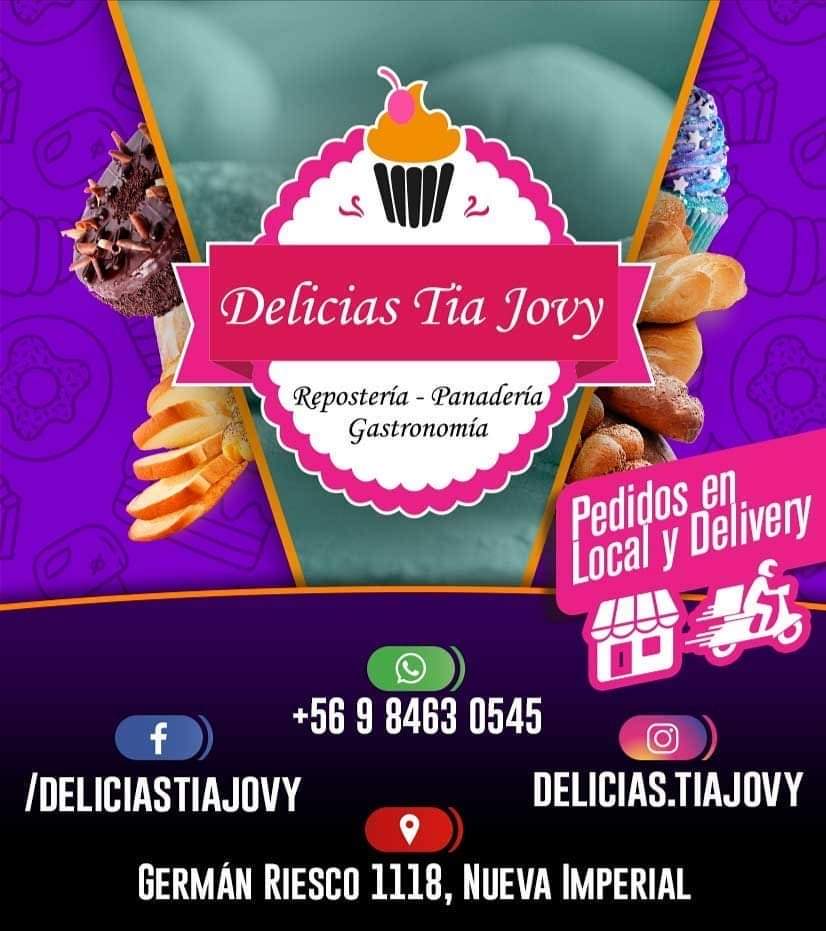 Delicias Tia Jovy
Repostería - Panadería
Gastronomía
Pedidos en
Local y Delivery
+56 9 8463 0545
/DELICIASTIAJOVY
DELICIAS.TIAJOVY
GERMÁN RIESCO 1118, NUEVA IMPERIAL